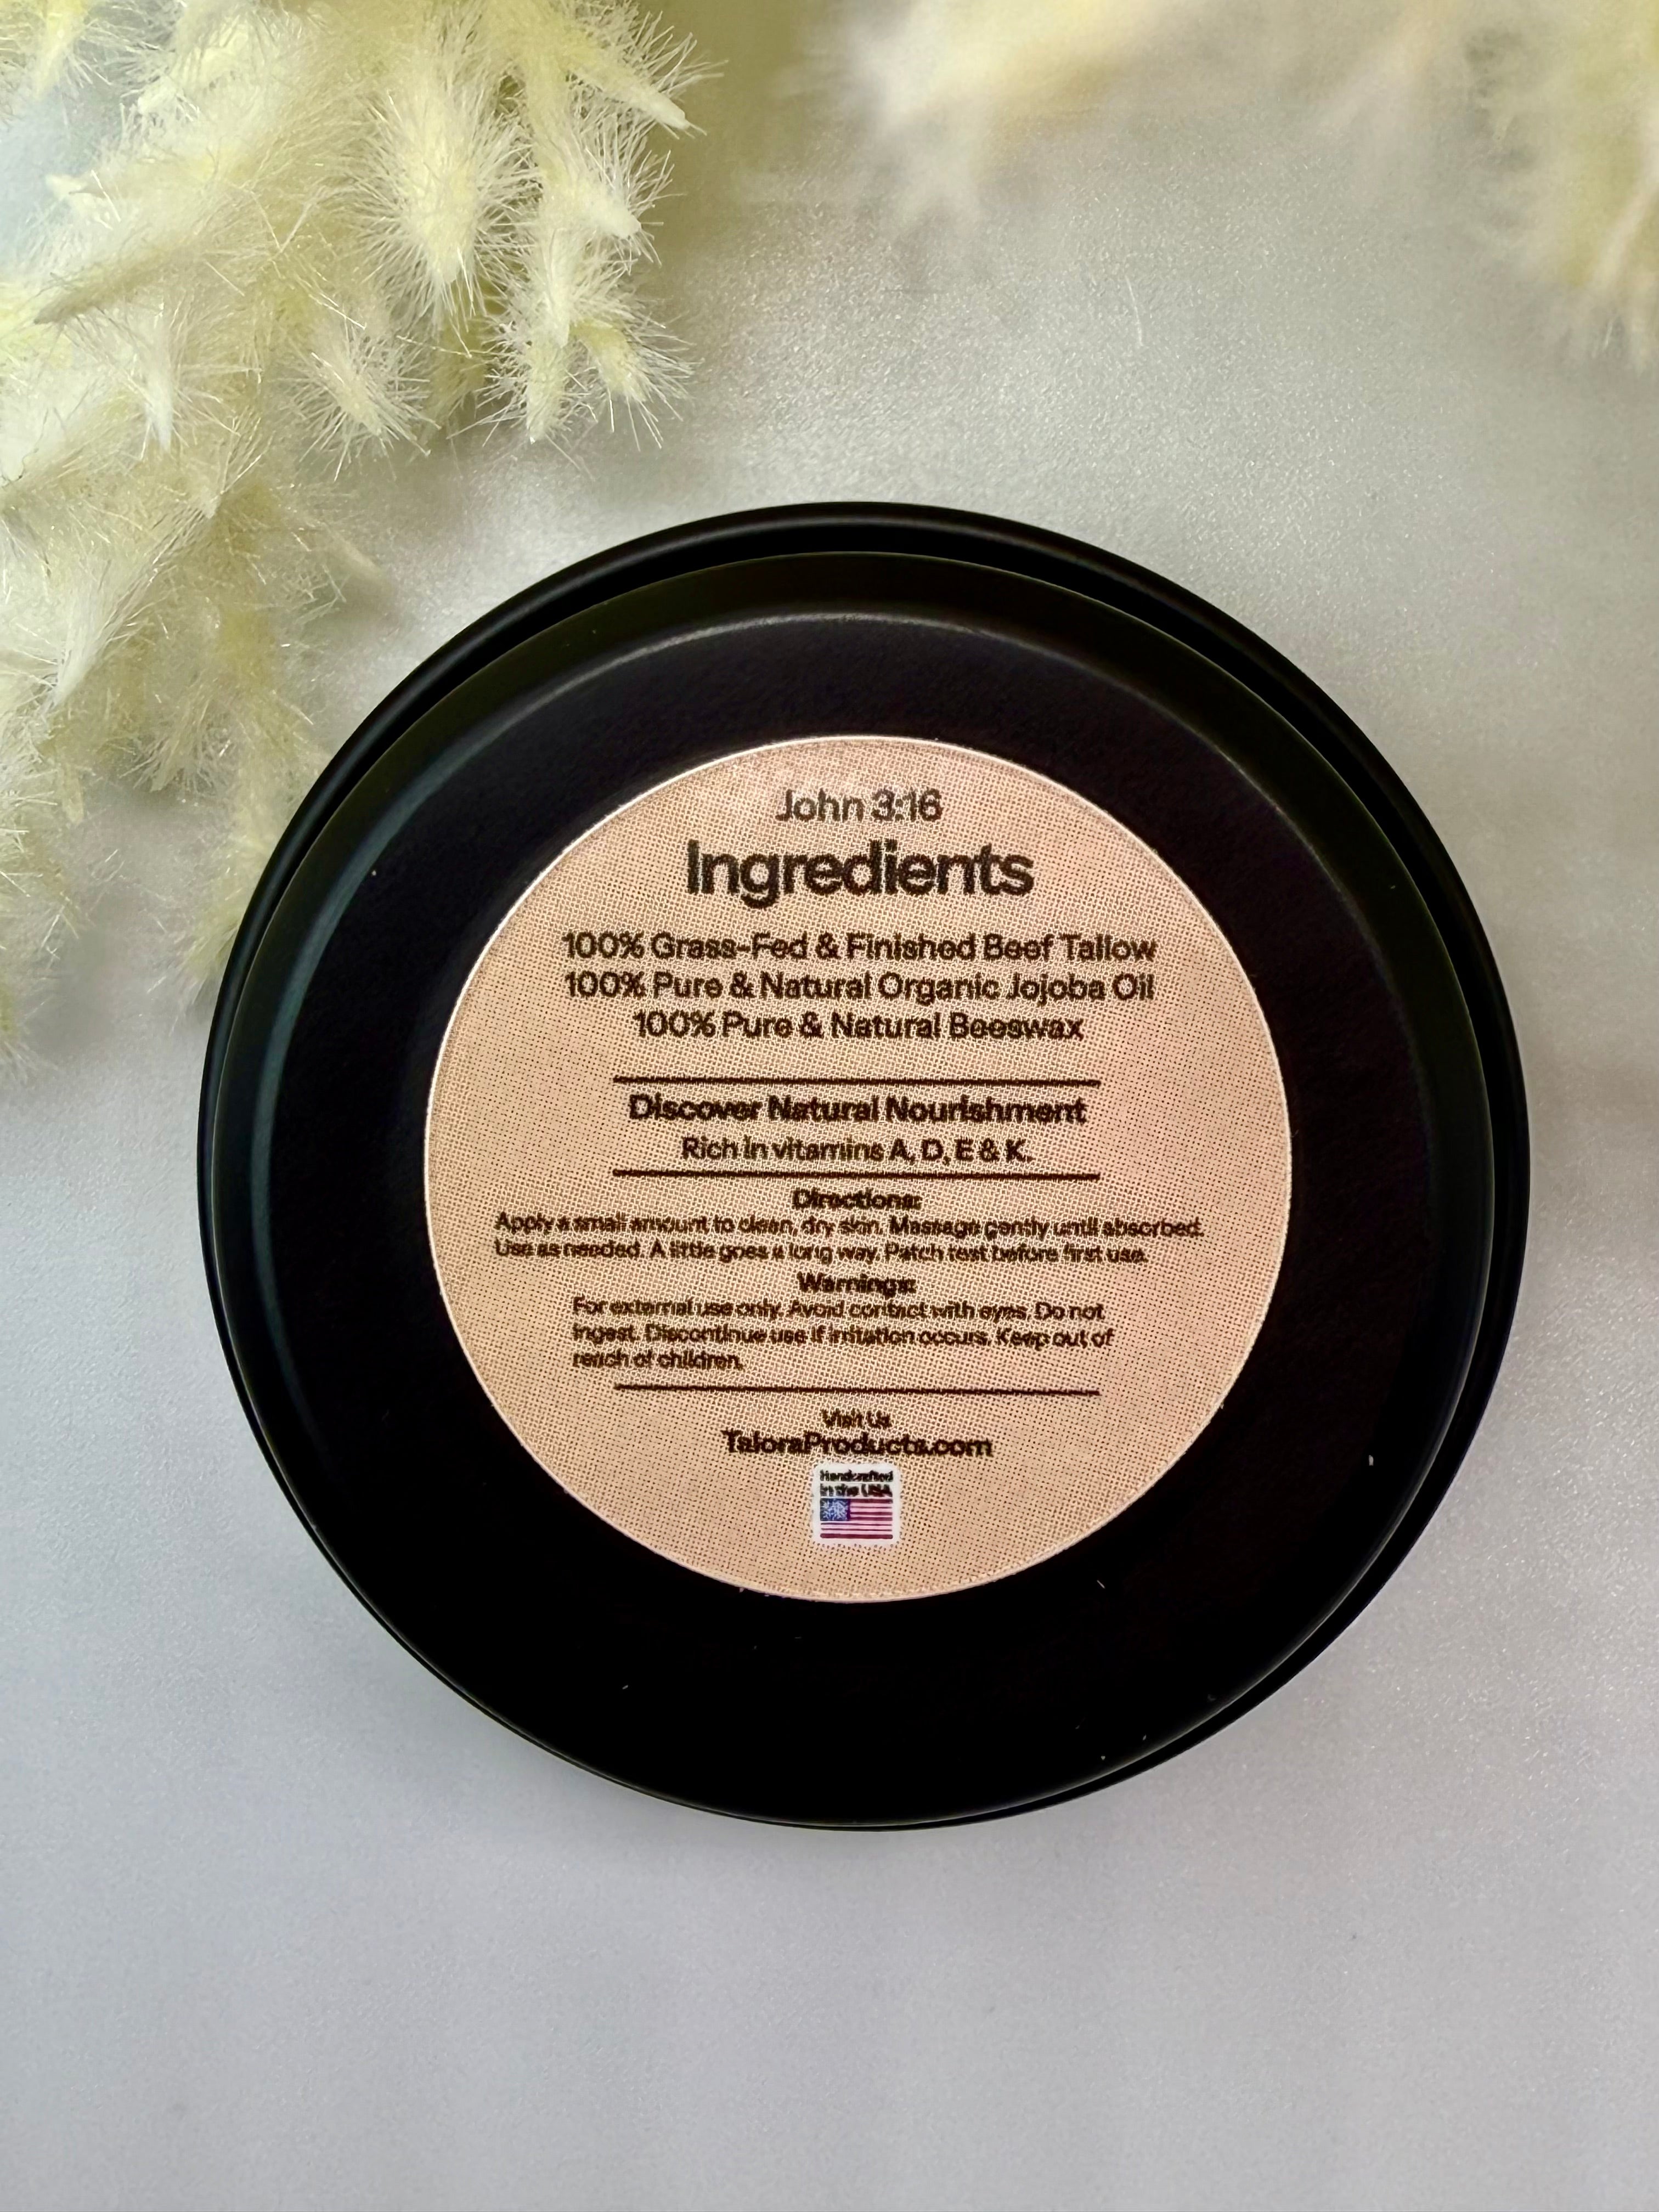 John 3:16
Ingredients
100% Grass-Fed & Finished Beef Tallow
100% Pure & Natural Organic Jojoba Oil
100% Pure & Natural Beeswax
Discover Natural Nourishment
Rich in vitamins A, D, E & K.
Directions:
Apply a small amount to clean, dry skin. Massage gently until absorbed.
Use as needed. A little goes a long way. Patch test before first use.
Warnings:
For external use only. Avoid contact with eyes. Do not
ingest. Discontinue use if irritation occurs. Keep out of
reach of children.
Visit Us
TaloraProducts.com
Handcrafted
in the USA